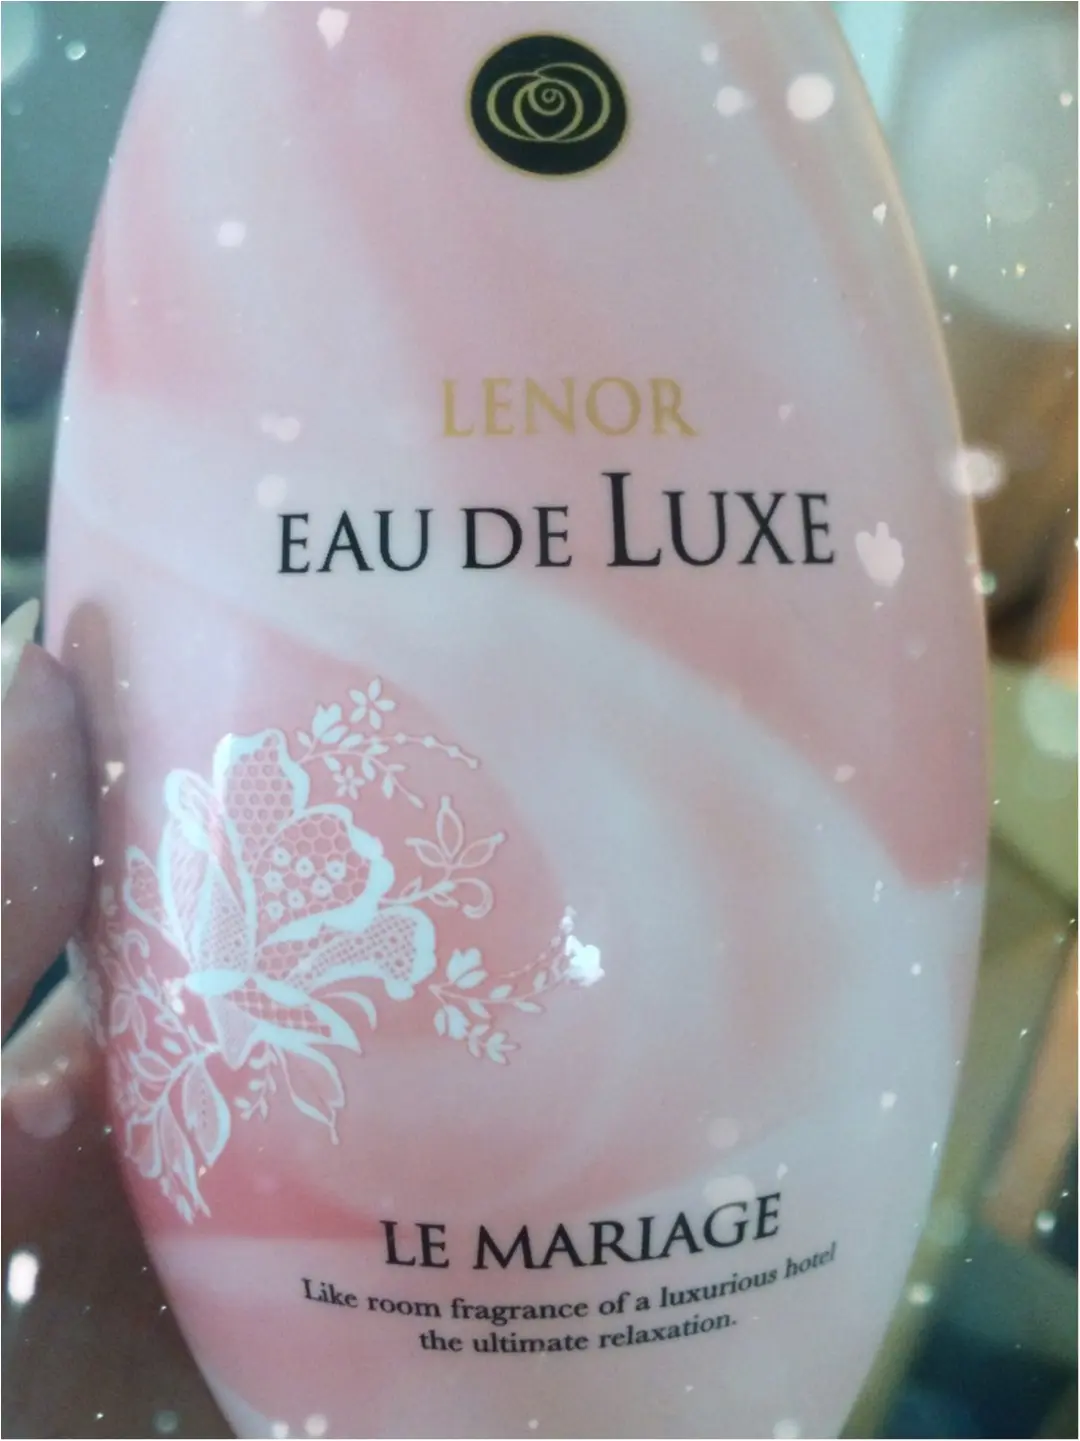 LENOR
EAU DE LUXE
LE MARIAGE
Like room fragrance of a luxurious hotel
the ultimate relaxation.